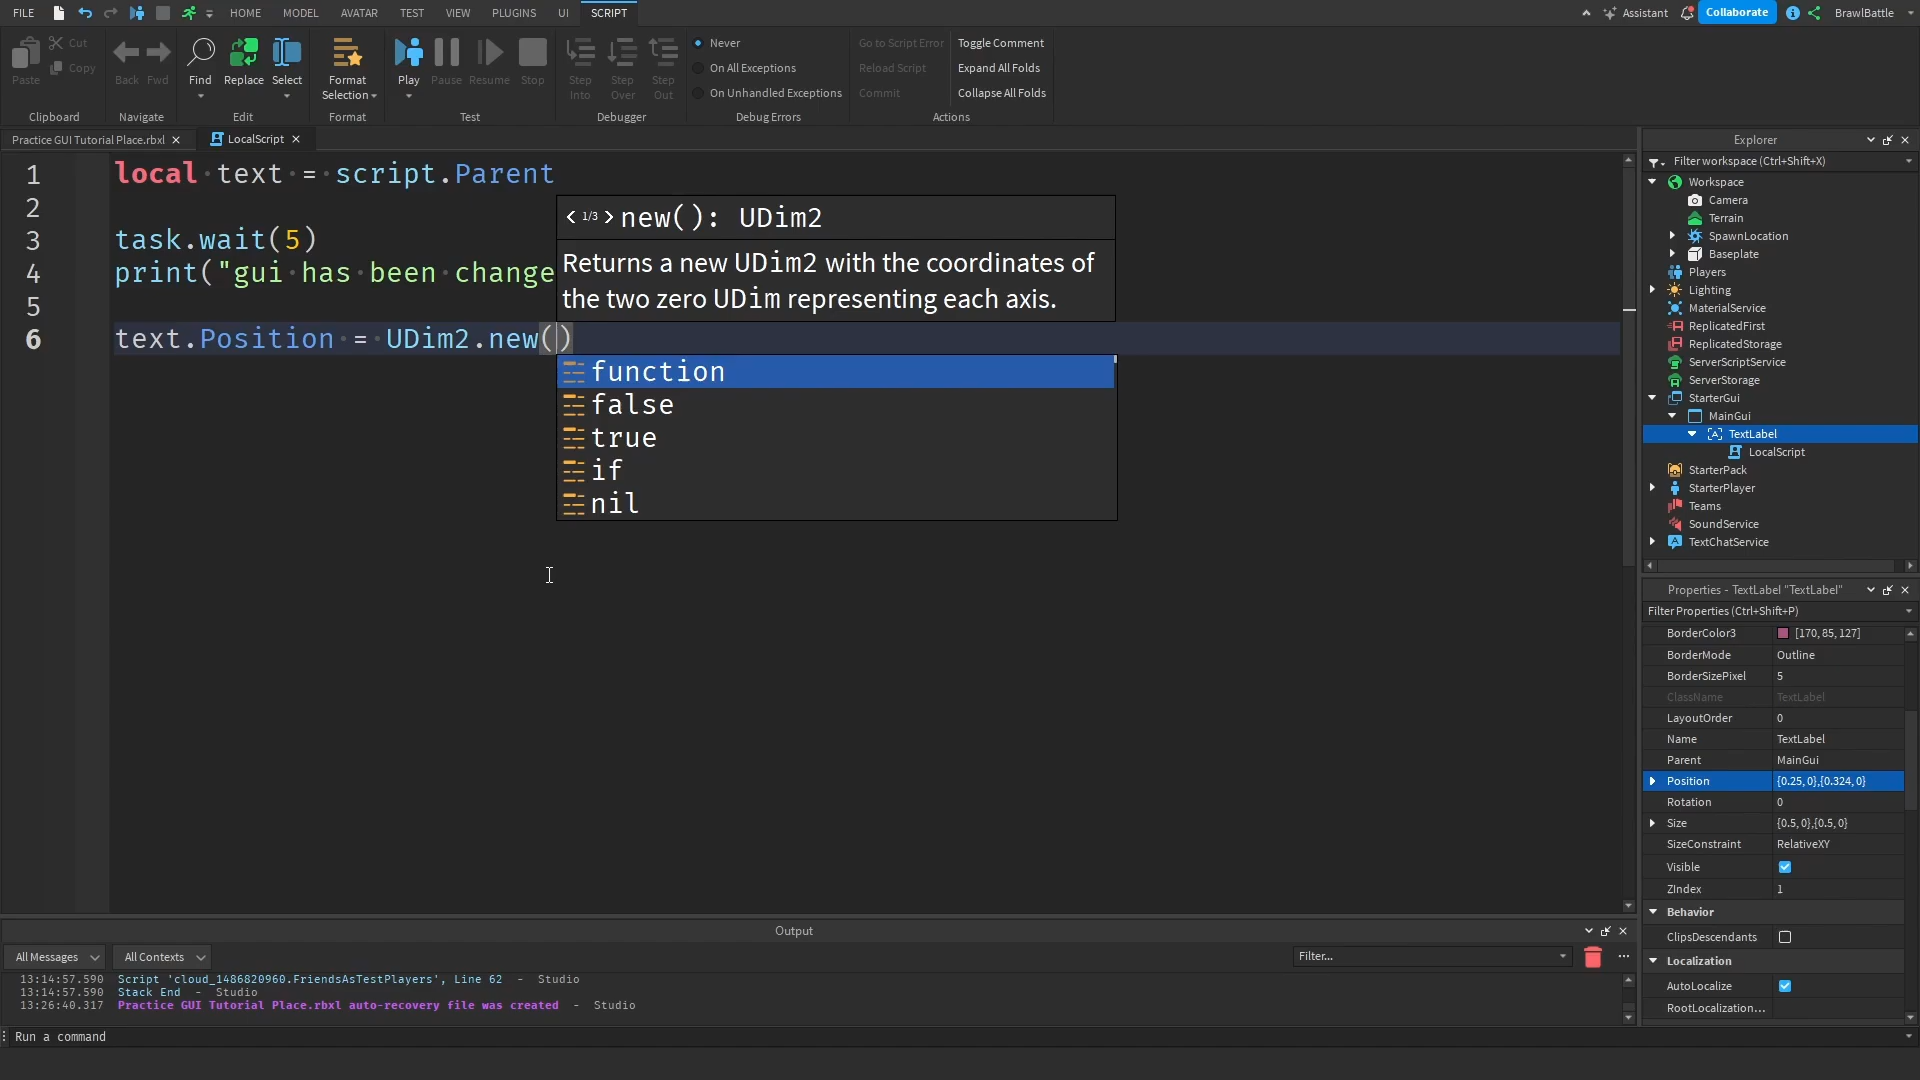 FILE HOME MODEL AVATAR TEST VIEW PLUGINS UI SCRIPT Assistant Collaborate BrawlBattle
Paste Cut Copy
Clipboard
Back Fwd
Navigate
Find Replace Select
Edit
Format Selection
Format
Play Pause Resume Stop
Test
Step Into Step Over Step Out
Debugger
Never
On All Exceptions
On Unhandled Exceptions
Debug Errors
Go to Script Error
Reload Script
Commit
Toggle Comment
Expand All Folds
Collapse All Folds
Actions
Practice GUI Tutorial Place.rbxl LocalScript
1 local text = script.Parent
2
3 task.wait(5)
4 print("gui has been change
5
6 text.Position = UDim2.new()
1/3 new(): UDim2
Returns a new UDim2 with the coordinates of
the two zero UDim representing each axis.
function
false
true
if
nil
Explorer
Filter workspace (Ctrl+Shift+X)
Workspace
Camera
Terrain
SpawnLocation
Baseplate
Players
Lighting
MaterialService
ReplicatedFirst
ReplicatedStorage
ServerScriptService
ServerStorage
StarterGui
MainGui
TextLabel
LocalScript
StarterPack
StarterPlayer
Teams
SoundService
TextChatService
Properties - TextLabel "TextLabel"
Filter Properties (Ctrl+Shift+P)
BorderColor3 [170, 85, 127]
BorderMode Outline
BorderSizePixel 5
ClassName TextLabel
LayoutOrder 0
Name TextLabel
Parent MainGui
Position {0.25, 0},{0.324, 0}
Rotation 0
Size {0.5, 0},{0.5, 0}
SizeConstraint RelativeXY
Visible
ZIndex 1
Behavior
ClipsDescendants
Localization
AutoLocalize
RootLocalization...
Output
All Messages All Contexts Filter...
13:14:57.590 Script 'cloud_1486820960.FriendsAsTestPlayers', Line 62 - Studio
13:14:57.590 Stack End - Studio
13:26:40.317 Practice GUI Tutorial Place.rbxl auto-recovery file was created - Studio
Run a command